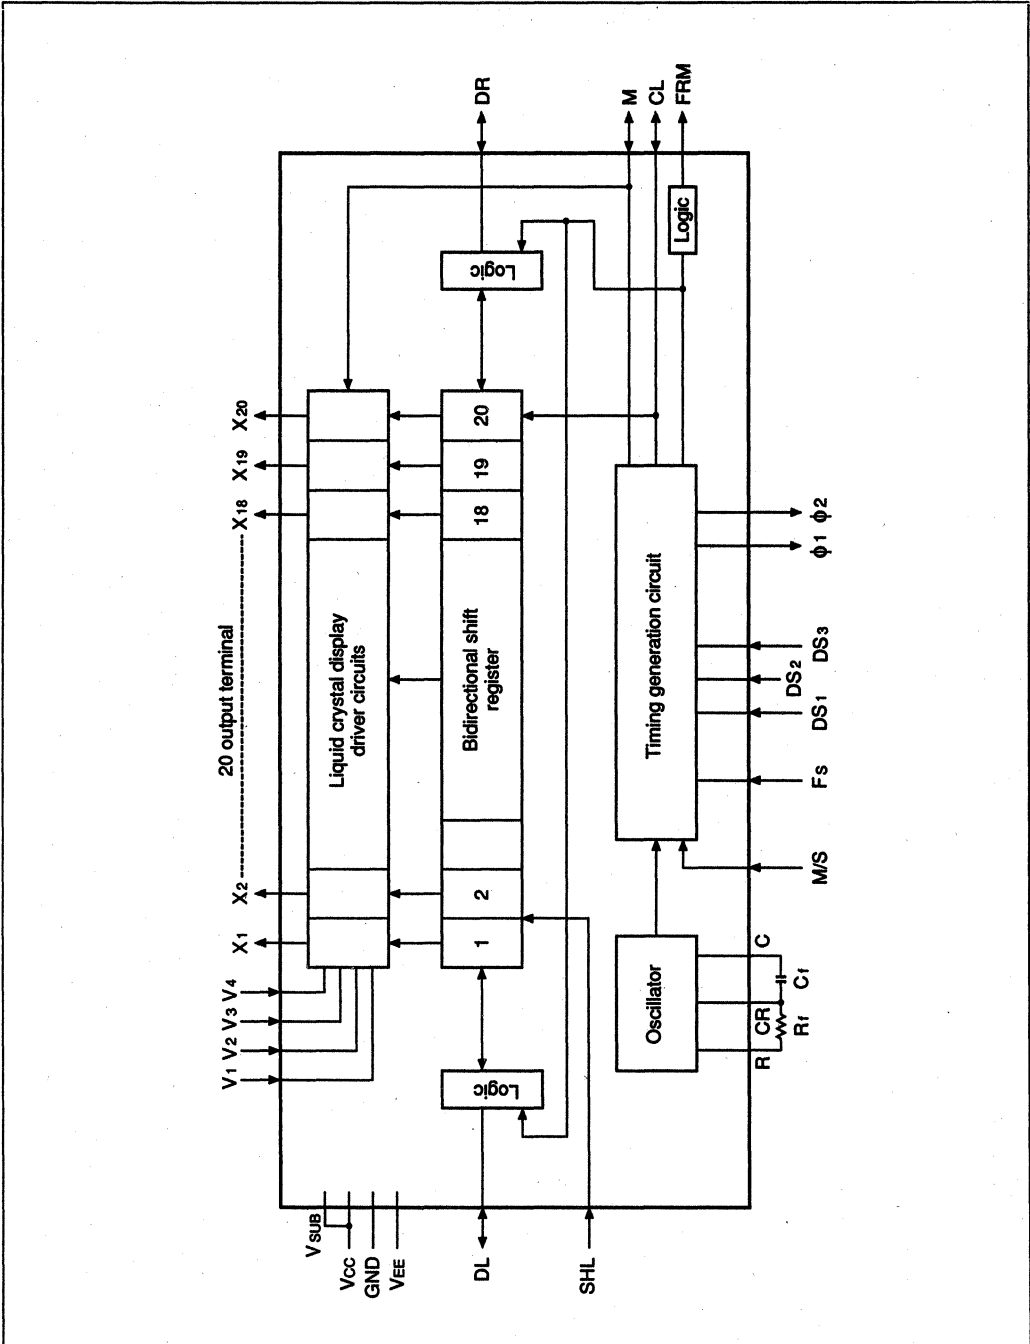 20 output terminal
V1 V2 V3 V4 X1 X2 X18 X19 X20
VSUB
VCC
GND
VEE
Liquid crystal display
driver circuits
DL
Logic
1 2
Bidirectional shift
register
18 19 20
Logic
DR
SHL
Oscillator
Timing generation circuit
Logic
M
CL
FRM
R CR C
Rf Cf
M/S
Fs
DS1 DS2 DS3
ϕ1 ϕ2